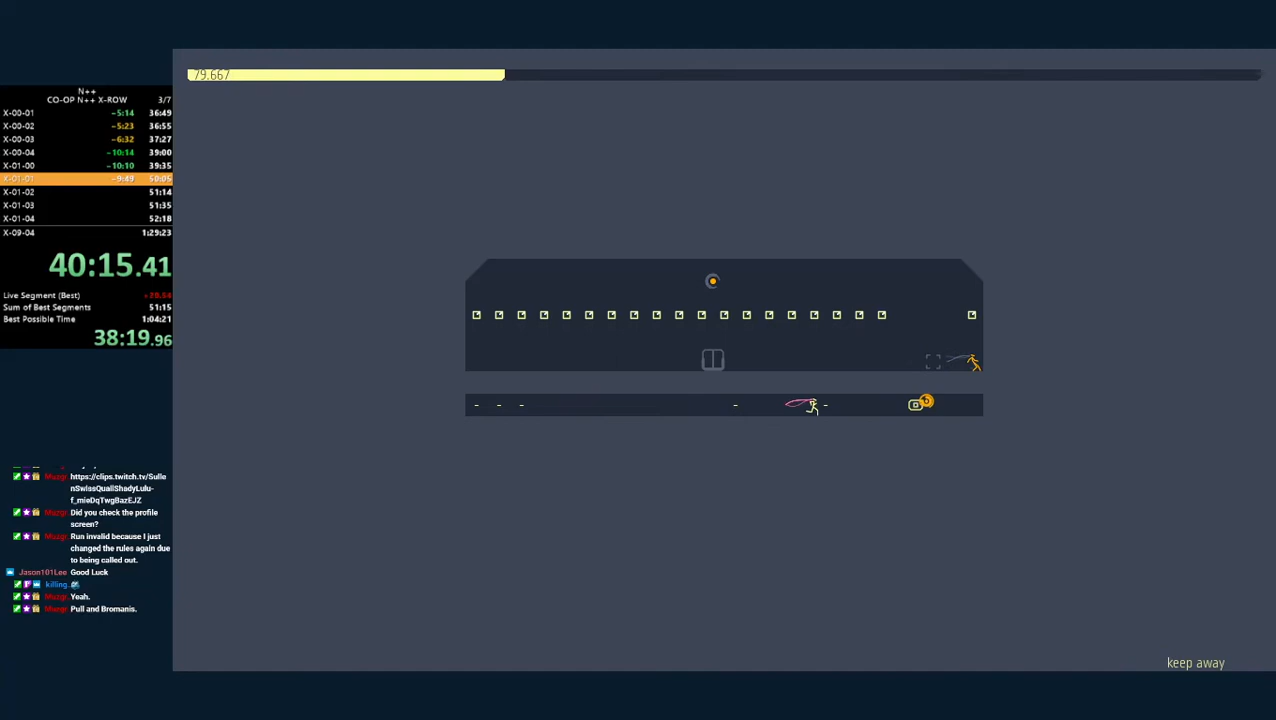 79.667
N++
CO-OP N++ X-ROW 3/7
X-00-01 −5:14 36:49
X-00-02 −5:23 36:55
X-00-03 −6:32 37:27
X-00-04 −10:14 39:00
X-01-00 −10:10 39:35
X-01-01 −9:49 50:05
X-01-02 51:14
X-01-03 51:35
X-01-04 52:18
X-09-04 1:29:23
40:15.41
Live Segment (Best)
Sum of Best Segments 51:15
Best Possible Time 1:04:21
38:19.96
https://clips.twitch.tv/Sulle
nSwissQuailShadyLulu-
f_mieDqTwgBazEJZ
Did you check the profile
screen?
Run invalid because I just
changed the rules again due
to being called out.
Jason101Lee Good Luck
killing
Yeah.
Pull and Bromanis.
keep away